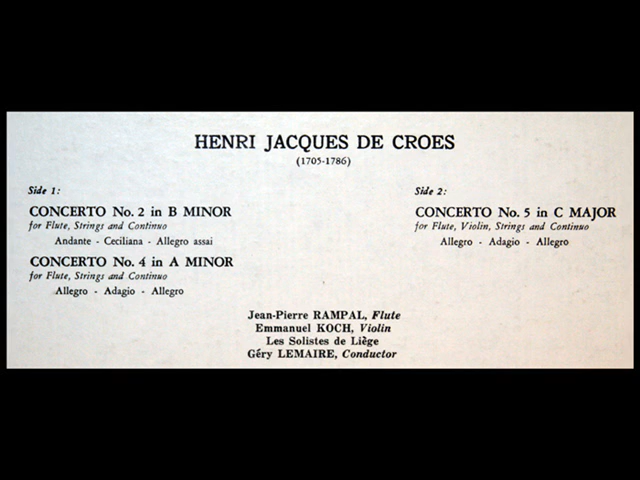 HENRI JACQUES DE CROES
(1705-1786)
Side 1:
CONCERTO No. 2 in B MINOR
for Flute, Strings and Continuo
Andante - Ceciliana - Allegro assai
CONCERTO No. 4 in A MINOR
for Flute, Strings and Continuo
Allegro - Adagio - Allegro
Side 2:
CONCERTO No. 5 in C MAJOR
for Flute, Violin, Strings and Continuo
Allegro - Adagio - Allegro
Jean-Pierre RAMPAL, Flute
Emmanuel KOCH, Violin
Les Solistes de Liège
Géry LEMAIRE, Conductor